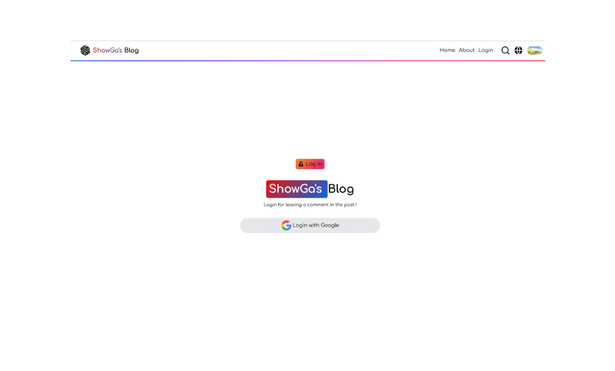 ShowGa's Blog
Home About Login
Log In
ShowGa's Blog
Login for leaving a comment in the post !
Login with Google